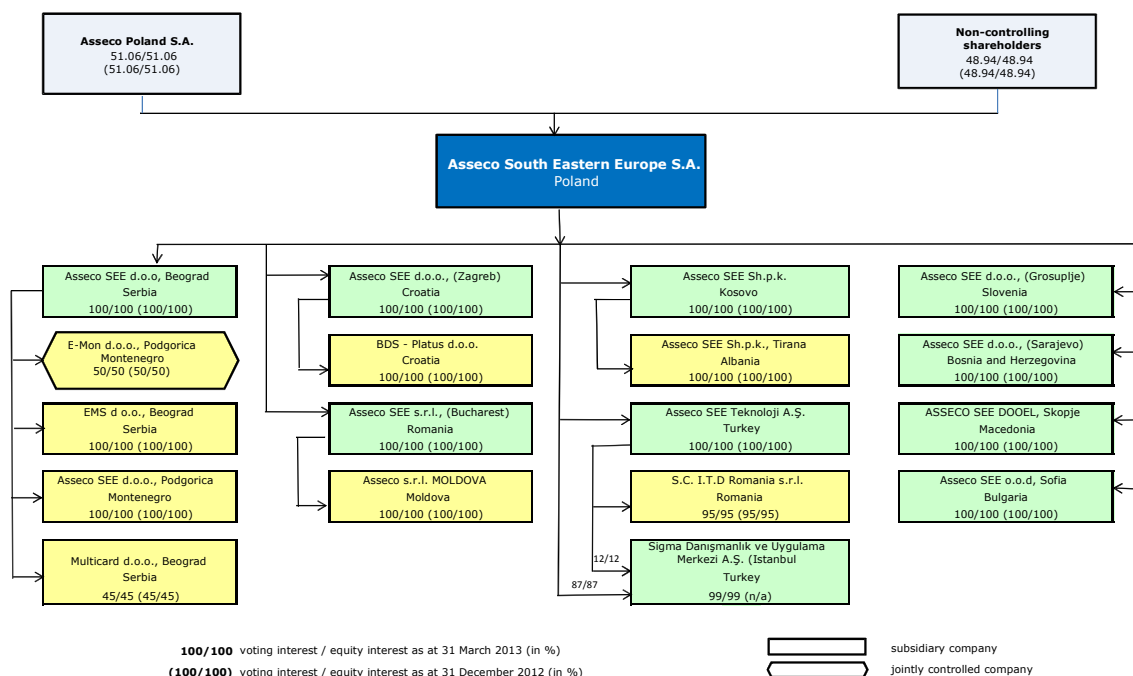 Asseco Poland S.A.
51.06/51.06
(51.06/51.06)
Non-controlling
shareholders
48.94/48.94
(48.94/48.94)
Asseco South Eastern Europe S.A.
Poland
Asseco SEE d.o.o, Beograd
Serbia
100/100 (100/100)
E-Mon d.o.o., Podgorica
Montenegro
50/50 (50/50)
EMS d o.o., Beograd
Serbia
100/100 (100/100)
Asseco SEE d.o.o., Podgorica
Montenegro
100/100 (100/100)
Multicard d.o.o., Beograd
Serbia
45/45 (45/45)
Asseco SEE d.o.o., (Zagreb)
Croatia
100/100 (100/100)
BDS - Platus d.o.o.
Croatia
100/100 (100/100)
Asseco SEE s.r.l., (Bucharest)
Romania
100/100 (100/100)
Asseco s.r.l. MOLDOVA
Moldova
100/100 (100/100)
Asseco SEE Sh.p.k.
Kosovo
100/100 (100/100)
Asseco SEE Sh.p.k., Tirana
Albania
100/100 (100/100)
Asseco SEE Teknoloji A.Ş.
Turkey
100/100 (100/100)
S.C. I.T.D Romania s.r.l.
Romania
95/95 (95/95)
12/12
87/87
Sigma Danışmanlık ve Uygulama
Merkezi A.Ş. (Istanbul
Turkey
99/99 (n/a)
Asseco SEE d.o.o., (Grosuplje)
Slovenia
100/100 (100/100)
Asseco SEE d.o.o., (Sarajevo)
Bosnia and Herzegovina
100/100 (100/100)
ASSECO SEE DOOEL, Skopje
Macedonia
100/100 (100/100)
Asseco SEE o.o.d, Sofia
Bulgaria
100/100 (100/100)
100/100 voting interest / equity interest as at 31 March 2013 (in %)
(100/100) voting interest / equity interest as at 31 December 2012 (in %)
subsidiary company
jointly controlled company